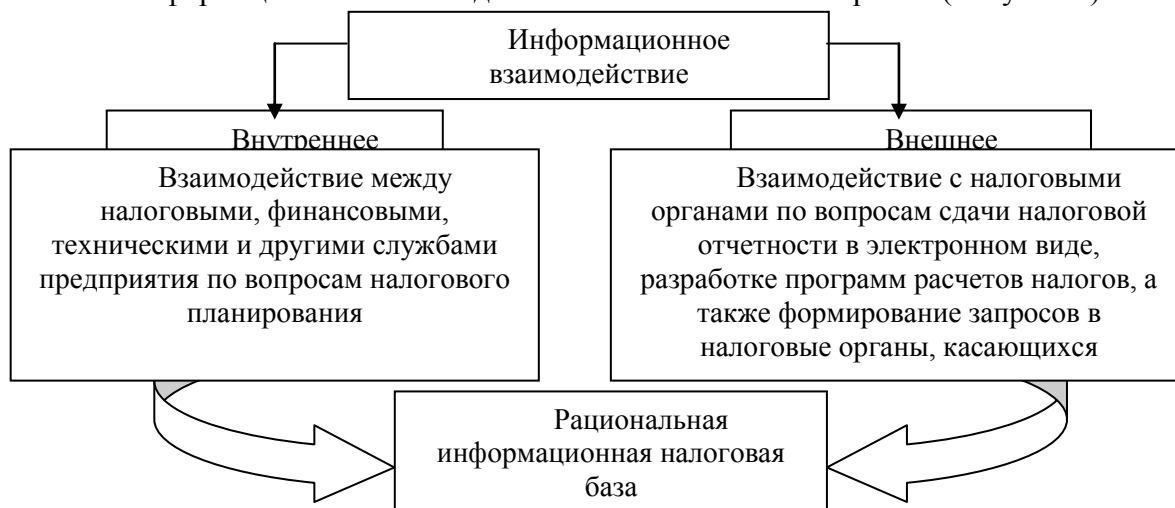 Информационное
взаимодействие
Внутреннее
Внешнее
Взаимодействие между
налоговыми, финансовыми,
техническими и другими службами
предприятия по вопросам налогового
планирования
Взаимодействие с налоговыми
органами по вопросам сдачи налоговой
отчетности в электронном виде,
разработке программ расчетов налогов, а
также формирование запросов в
налоговые органы, касающихся
Рациональная
информационная налоговая
база